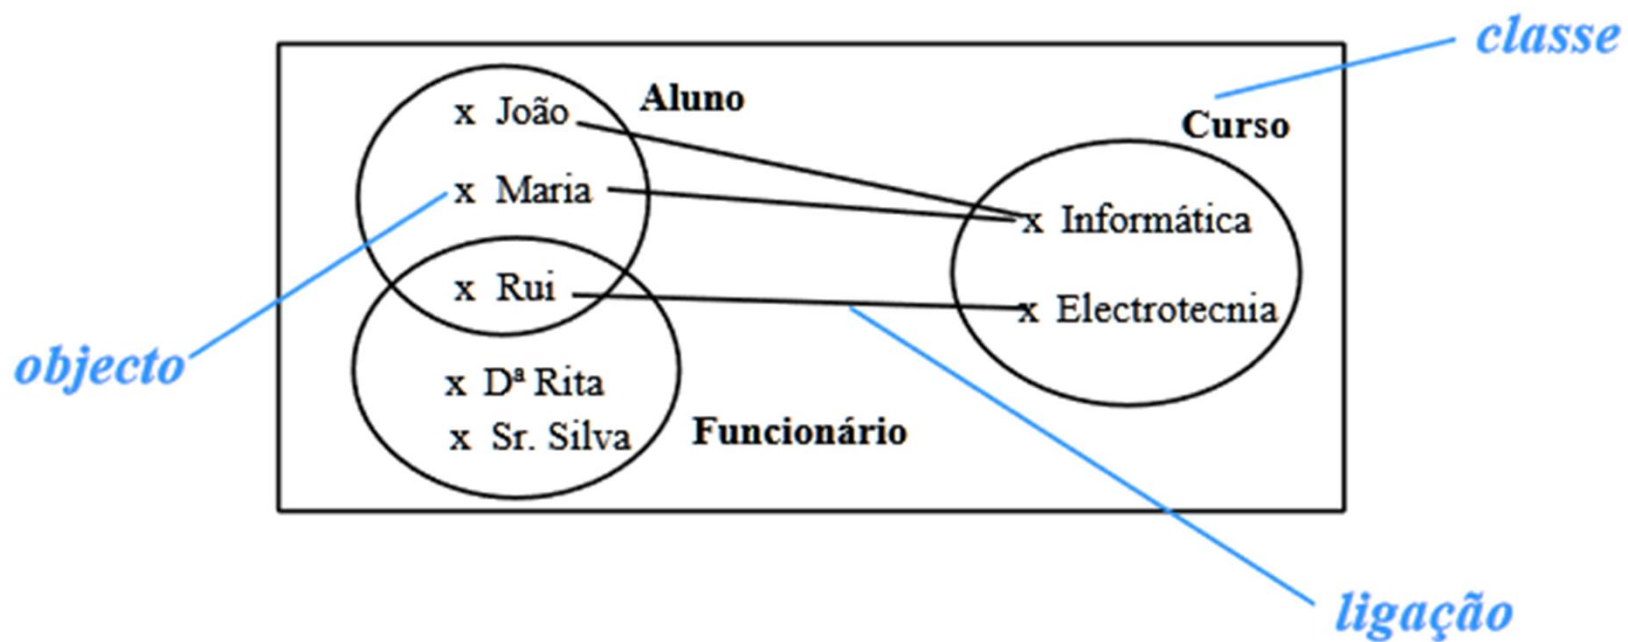 classe
x João
Aluno
Curso
x Maria
x Informática
x Rui
x Electrotecnia
objecto
x Dª Rita
x Sr. Silva
Funcionário
ligação